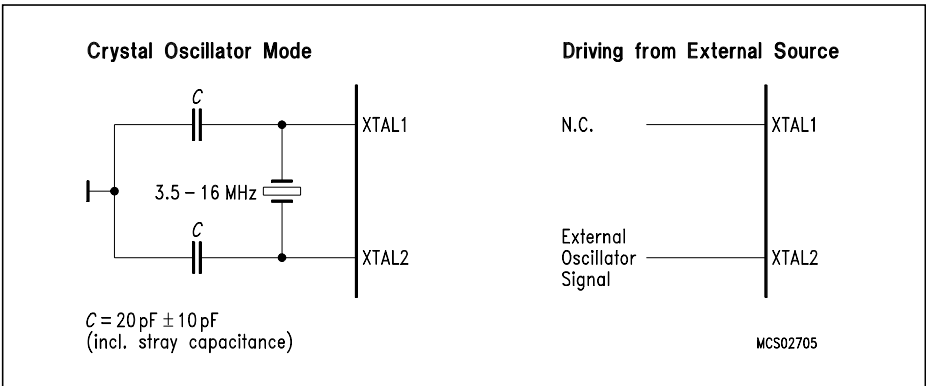 Crystal Oscillator Mode
C
XTAL1
3.5 – 16 MHz
C
XTAL2
C = 20 pF ± 10 pF
(incl. stray capacitance)
Driving from External Source
N.C.
XTAL1
External
Oscillator
Signal
XTAL2
MCS02705